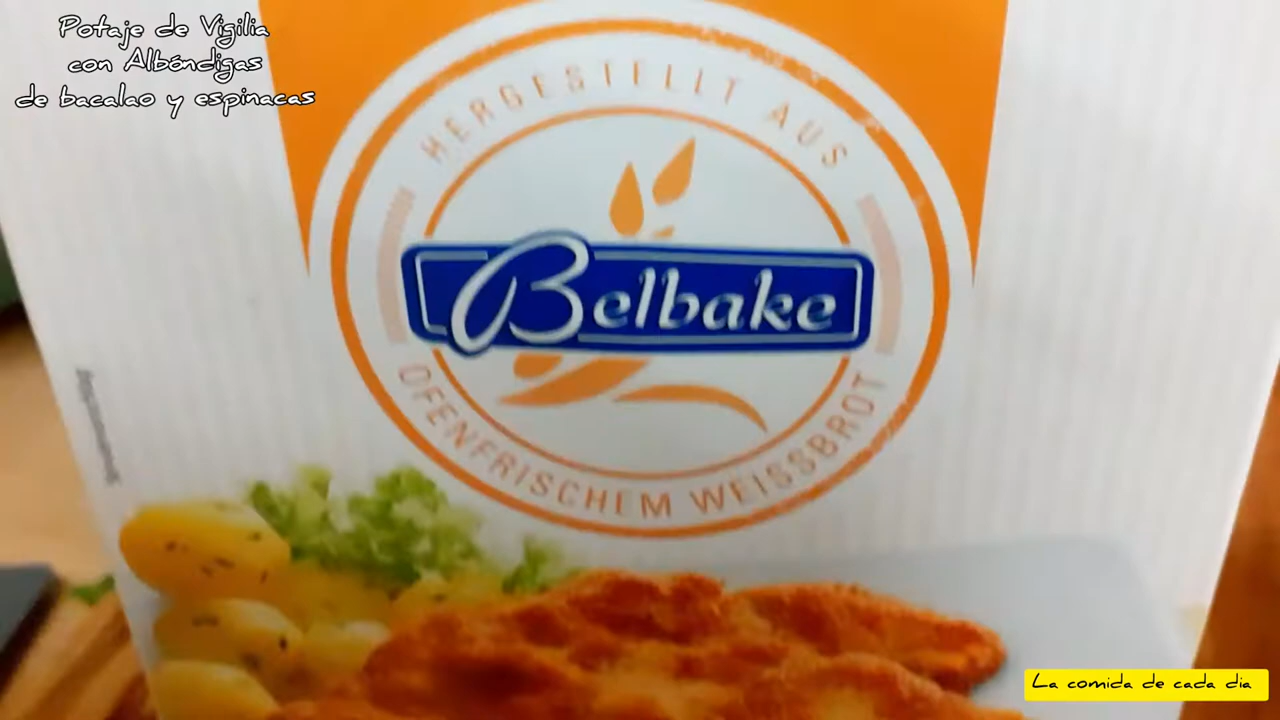 Potaje de Vigilia
con Albóndigas
de bacalao y espinacas
HERGESTELLT AUS
Belbake
OFENFRISCHEM WEISSBROT
La comida de cada dia